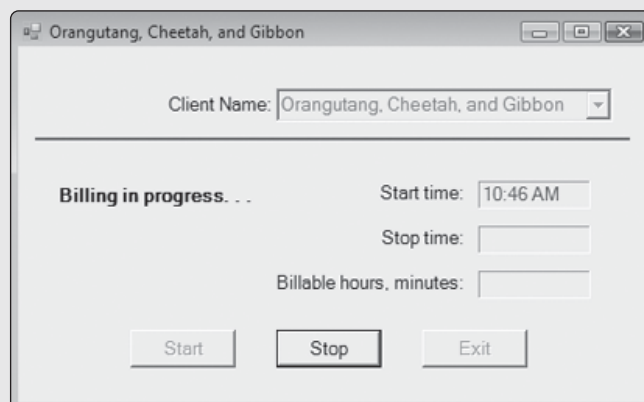 Orangutang, Cheetah, and Gibbon
Client Name: Orangutang, Cheetah, and Gibbon
Billing in progress. . . Start time: 10:46 AM
Stop time:
Billable hours, minutes:
Start Stop Exit